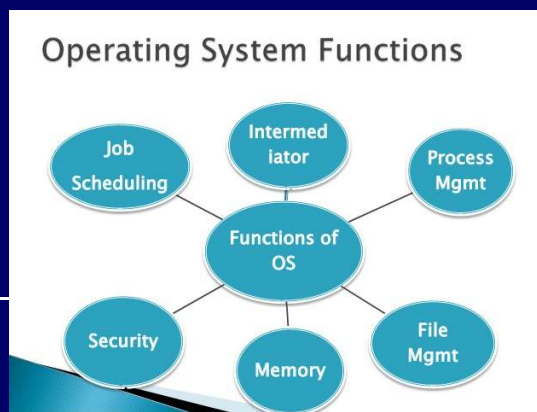 Operating System Functions
Intermed
iator
Job
Scheduling
Process
Mgmt
Functions of
OS
Security
Memory
File
Mgmt